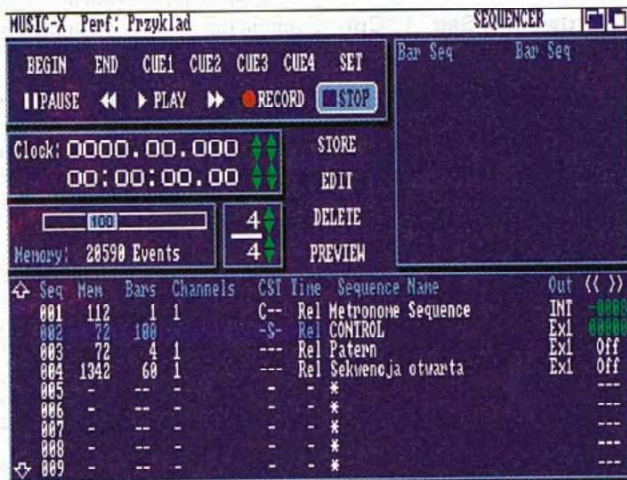 MUSIC-X Perf: Przyklad SEQUENCER
BEGIN END CUE1 CUE2 CUE3 CUE4 SET
PAUSE PLAY RECORD STOP
Bar Seq Bar Seq
Clock: 0000.00.000
00:00:00.00
STORE
EDIT
DELETE
PREVIEW
100
4
4
Memory: 20590 Events
Seq Mem Bars Channels CST Time Sequence Name Out << >>
001 112 1 1 C-- Rel Metronome Sequence INT -0008
002 72 100 - -S- Rel CONTROL Ex1 00000
003 72 4 1 --- Rel Patern Ex1 Off
004 1342 60 1 --- Rel Sekwencja otwarta Ex1 Off
005 - -- - - - * ---
006 - -- - - - * ---
007 - -- - - - * ---
008 - -- - - - * ---
009 - -- - - - * ---